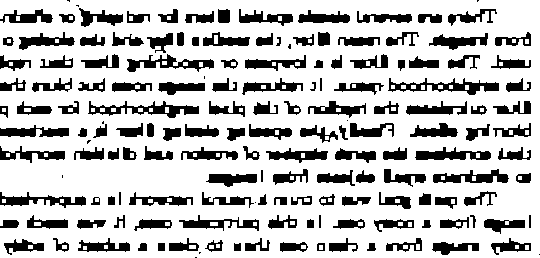 There are several classic spatial filters for reducing or eliminatin
from images. The mean filter, the median filter and the closing o
used. The mean filter is a lowpass or smoothing filter that repl
the neighborhood mean. It reduces the image noise but blurs the
filter calculates the median of the pixel neighborhood for each p
blurring effect. Finally, the opening closing filter is a mathema
that combines the same number of erosion and dilation morphol
to eliminate small objects from images.
The main goal was to train a neural network in a supervised
image from a noisy one. In this particular case, it was much ea
noisy image from a clean one than to clean a subset of noisy